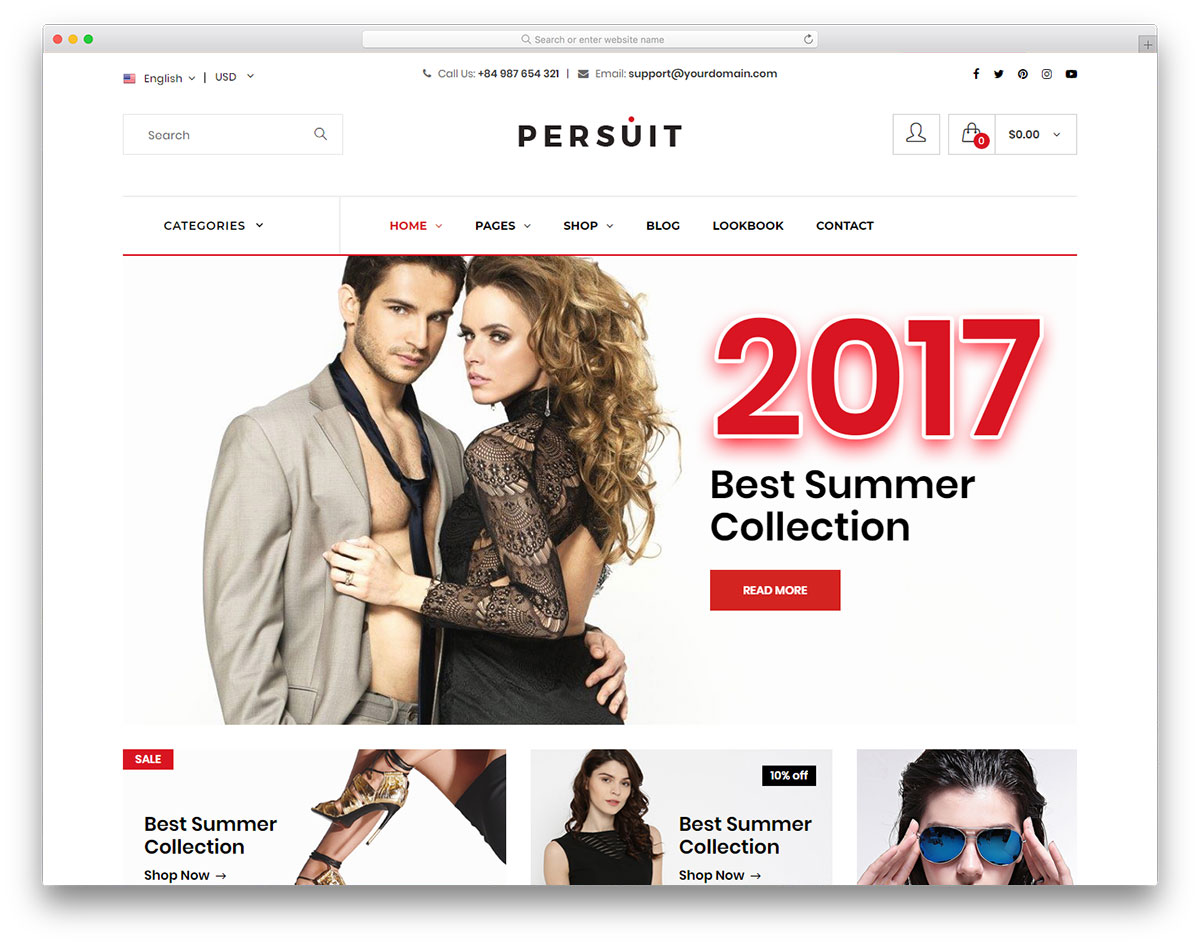 Search or enter website name
English | USD
Call Us: +84 987 654 321 | Email: support@yourdomain.com
Search
PERSUIT
0
$0.00
CATEGORIES
HOME PAGES SHOP BLOG LOOKBOOK CONTACT
2017
Best Summer
Collection
READ MORE
SALE
Best Summer
Collection
Shop Now →
10% off
Best Summer
Collection
Shop Now →